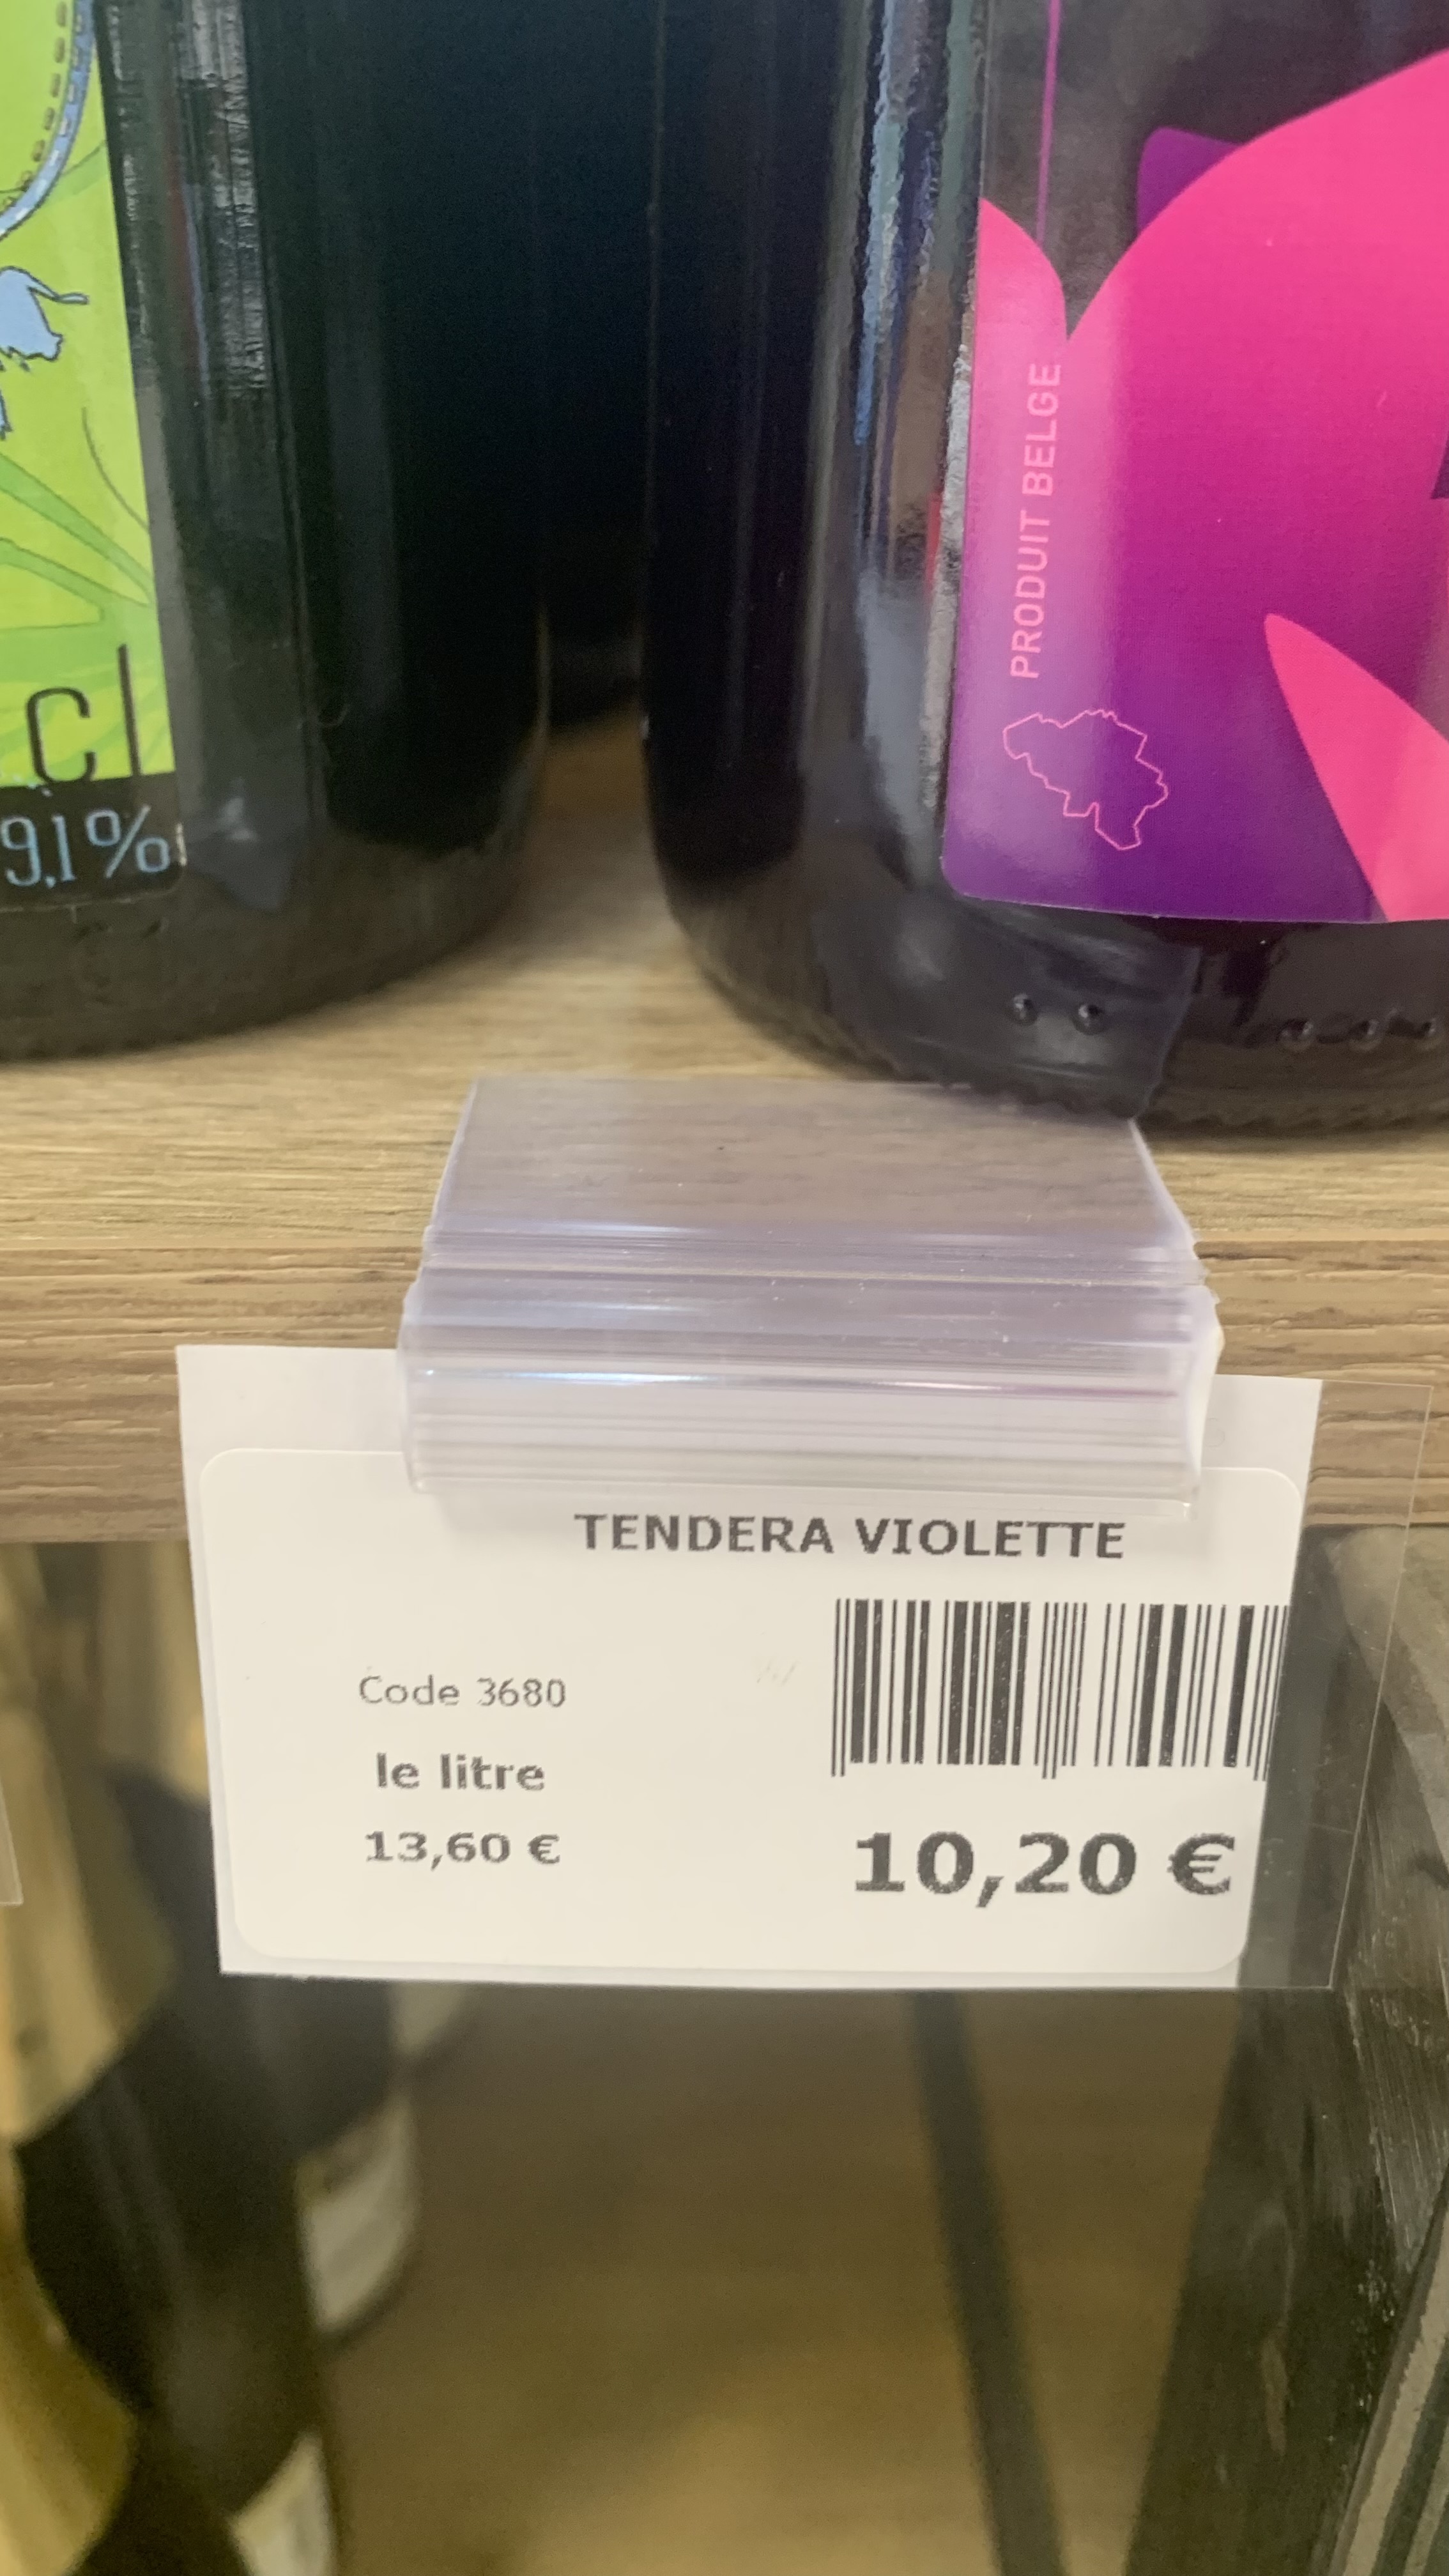 cl
9,1%
PRODUIT BELGE
TENDERA VIOLETTE
Code 3680
le litre
13,60 €
10,20 €